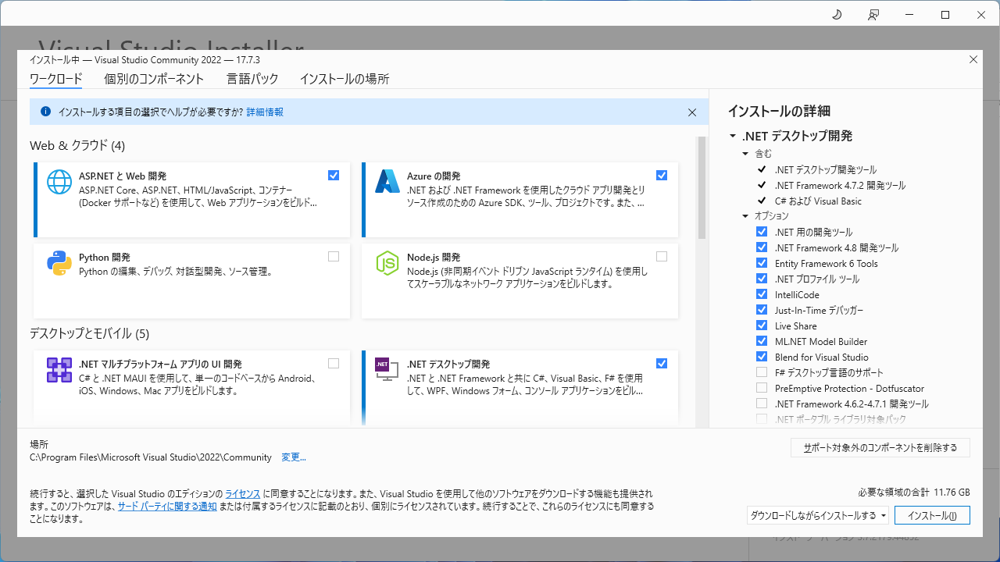 Visual Studio Installer
インストール中 — Visual Studio Community 2022 — 17.7.3
ワークロード 個別のコンポーネント 言語パック インストールの場所
インストールする項目の選択でヘルプが必要ですか? 詳細情報
Web & クラウド (4)
ASP.NET と Web 開発
ASP.NET Core、ASP.NET、HTML/JavaScript、コンテナー
(Docker サポートなど) を使用して、Web アプリケーションをビルド...
Azure の開発
.NET および .NET Framework を使用したクラウド アプリ開発とリ
ソース作成のための Azure SDK、ツール、プロジェクトです。また、...
Python 開発
Python の編集、デバッグ、対話型開発、ソース管理。
Node.js 開発
Node.js (非同期イベント ドリブン JavaScript ランタイム) を使用し
てスケーラブルなネットワーク アプリケーションをビルドします。
デスクトップとモバイル (5)
.NET マルチプラットフォーム アプリの UI 開発
C# と .NET MAUI を使用して、単一のコードベースから Android、
iOS、Windows、Mac アプリをビルドします。
.NET デスクトップ開発
.NET と .NET Framework と共に C#、Visual Basic、F# を使用
して、WPF、Windows フォーム、コンソール アプリケーションをビル...
インストールの詳細
.NET デスクトップ開発
含む
.NET デスクトップ開発ツール
.NET Framework 4.7.2 開発ツール
C# および Visual Basic
オプション
.NET 用の開発ツール
.NET Framework 4.8 開発ツール
Entity Framework 6 Tools
.NET プロファイル ツール
IntelliCode
Just-In-Time デバッガー
Live Share
ML.NET Model Builder
Blend for Visual Studio
F# デスクトップ言語のサポート
PreEmptive Protection - Dotfuscator
.NET Framework 4.6.2-4.7.1 開発ツール
.NET ポータブル ライブラリ対象パック
場所
C:\Program Files\Microsoft Visual Studio\2022\Community 変更...
サポート対象外のコンポーネントを削除する
続行すると、選択した Visual Studio のエディションの ライセンス に同意することになります。また、Visual Studio を使用して他のソフトウェアをダウンロードする機能も提供されま
す。このソフトウェアは、サード パーティに関する通知 または付属するライセンスに記載のとおり、個別にライセンスされています。続行することで、これらのライセンスにも同意する
ことになります。
必要な領域の合計 11.76 GB
ダウンロードしながらインストールする インストール(I)